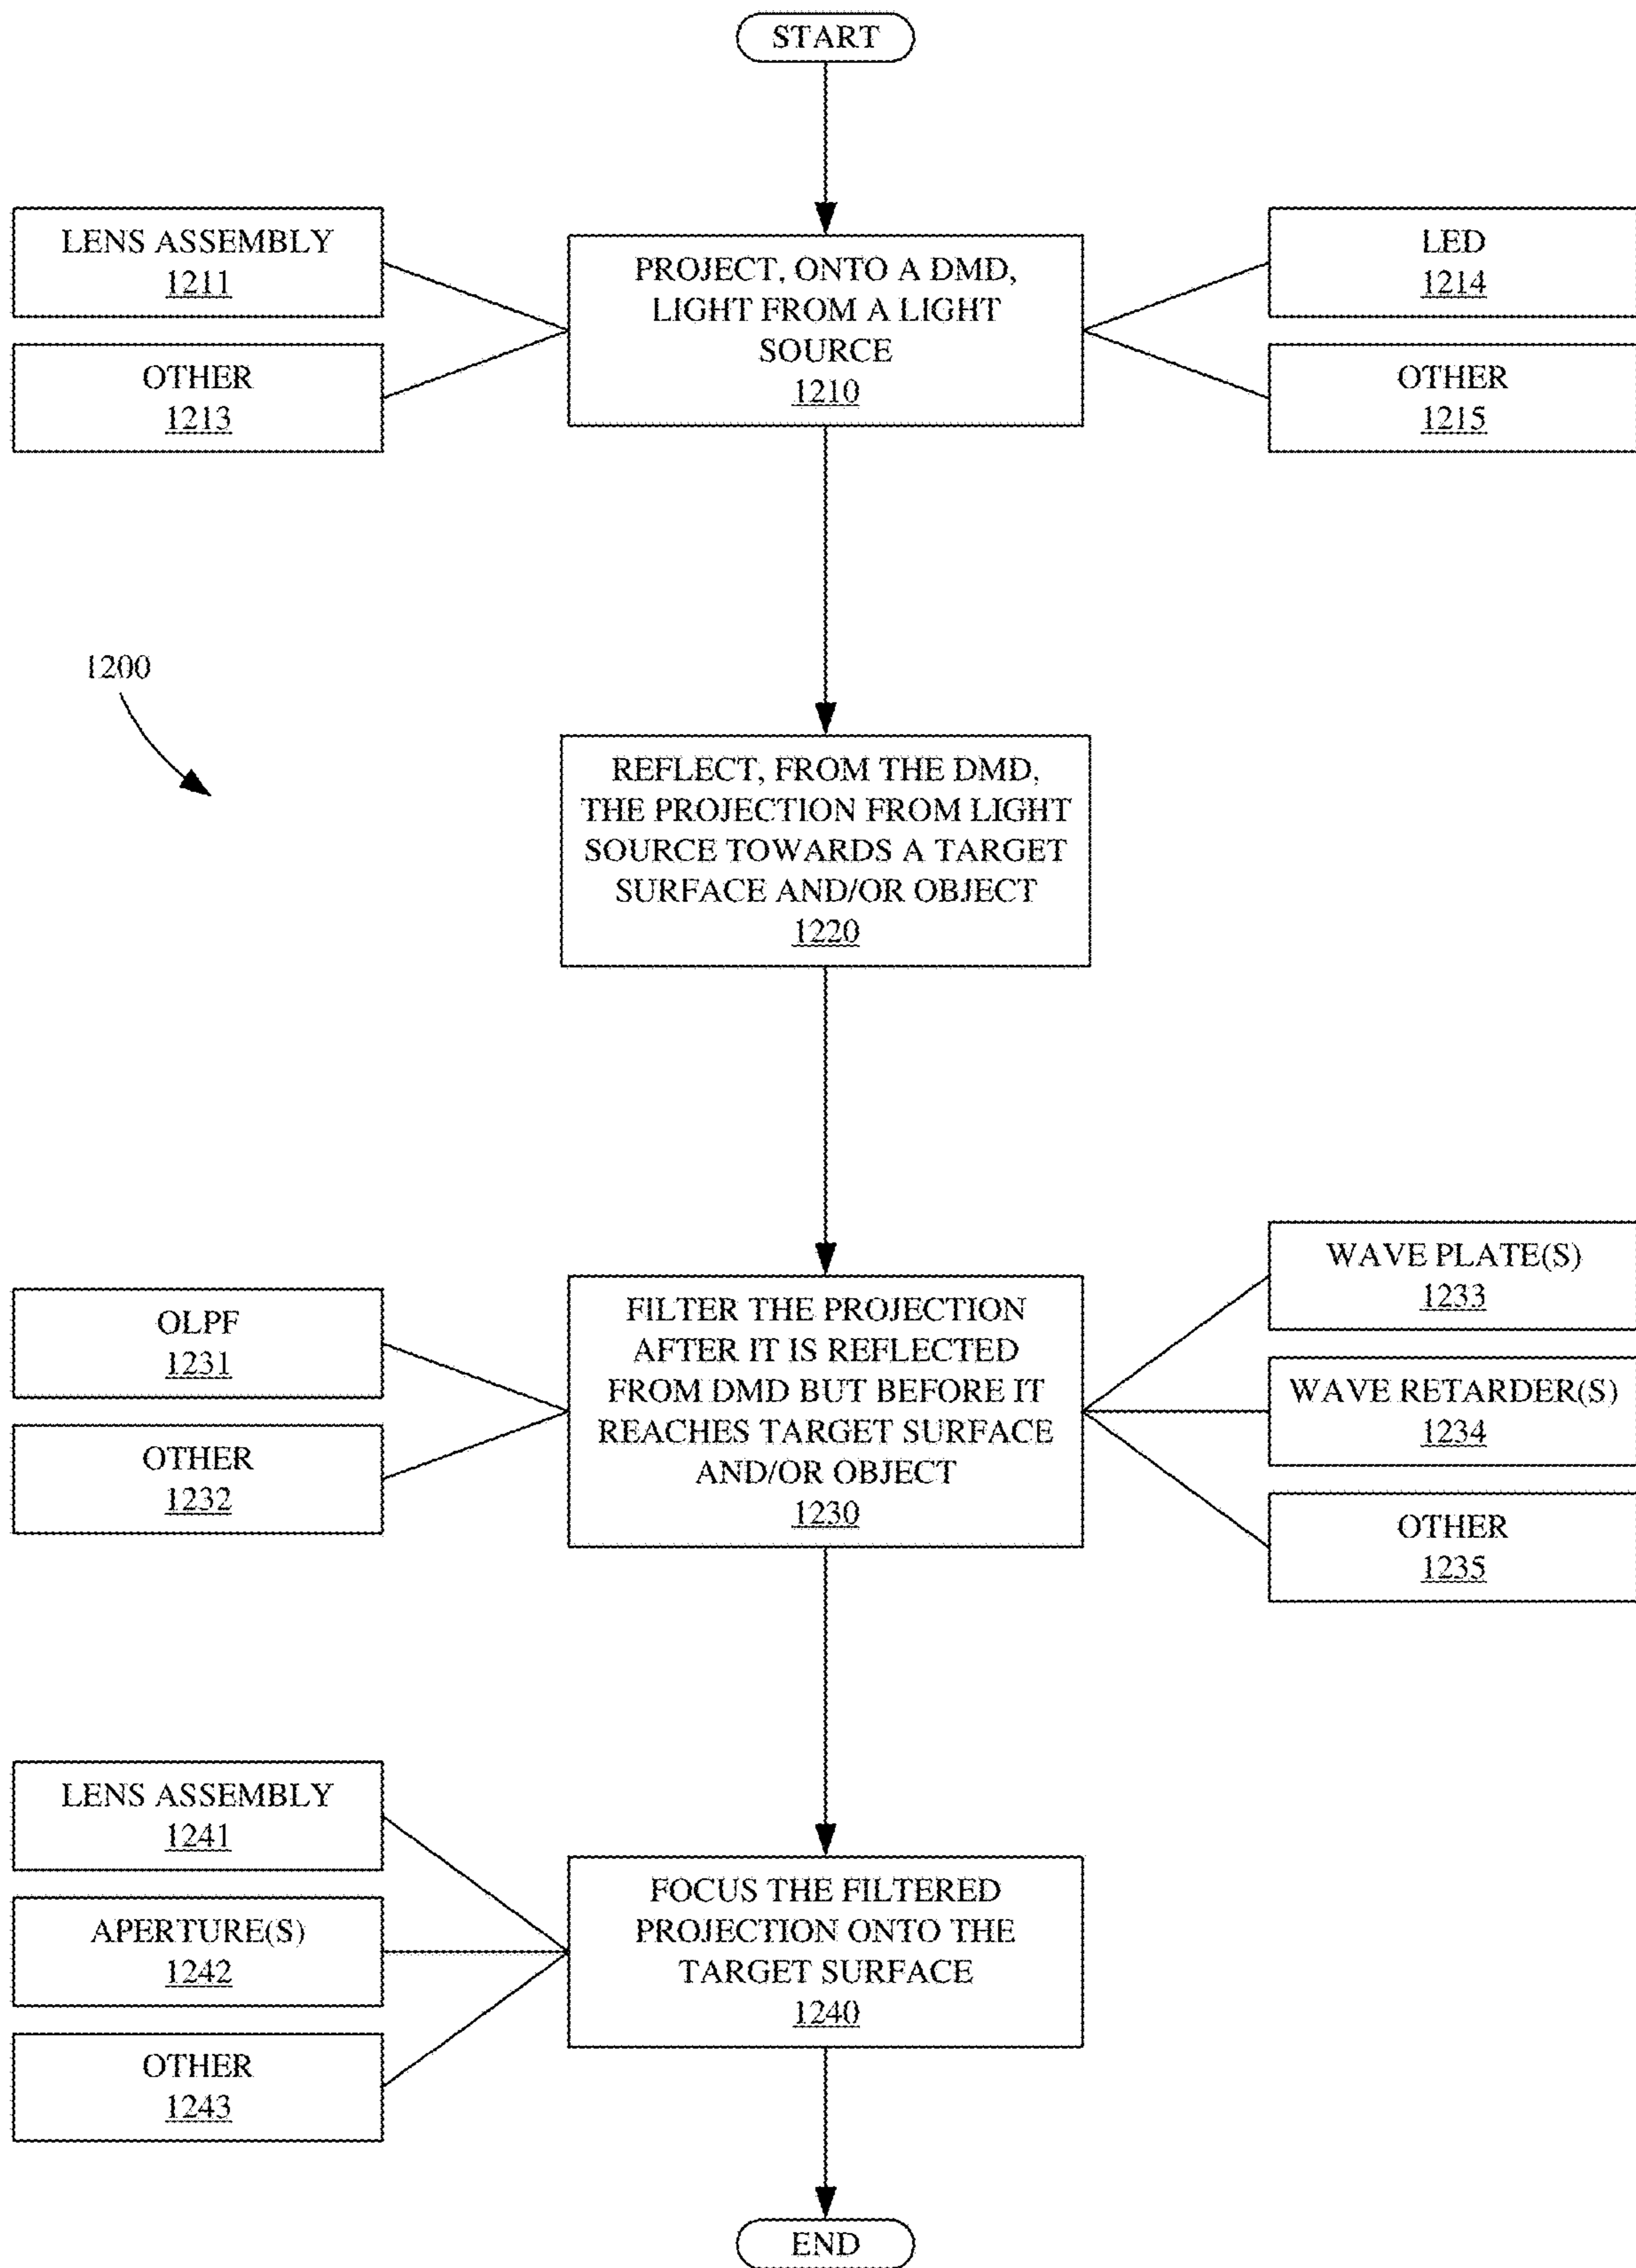 START
LENS ASSEMBLY
1211
OTHER
1213
PROJECT, ONTO A DMD,
LIGHT FROM A LIGHT
SOURCE
1210
LED
1214
OTHER
1215
1200
REFLECT, FROM THE DMD,
THE PROJECTION FROM LIGHT
SOURCE TOWARDS A TARGET
SURFACE AND/OR OBJECT
1220
OLPF
1231
OTHER
1232
FILTER THE PROJECTION
AFTER IT IS REFLECTED
FROM DMD BUT BEFORE IT
REACHES TARGET SURFACE
AND/OR OBJECT
1230
WAVE PLATE(S)
1233
WAVE RETARDER(S)
1234
OTHER
1235
LENS ASSEMBLY
1241
APERTURE(S)
1242
OTHER
1243
FOCUS THE FILTERED
PROJECTION ONTO THE
TARGET SURFACE
1240
END